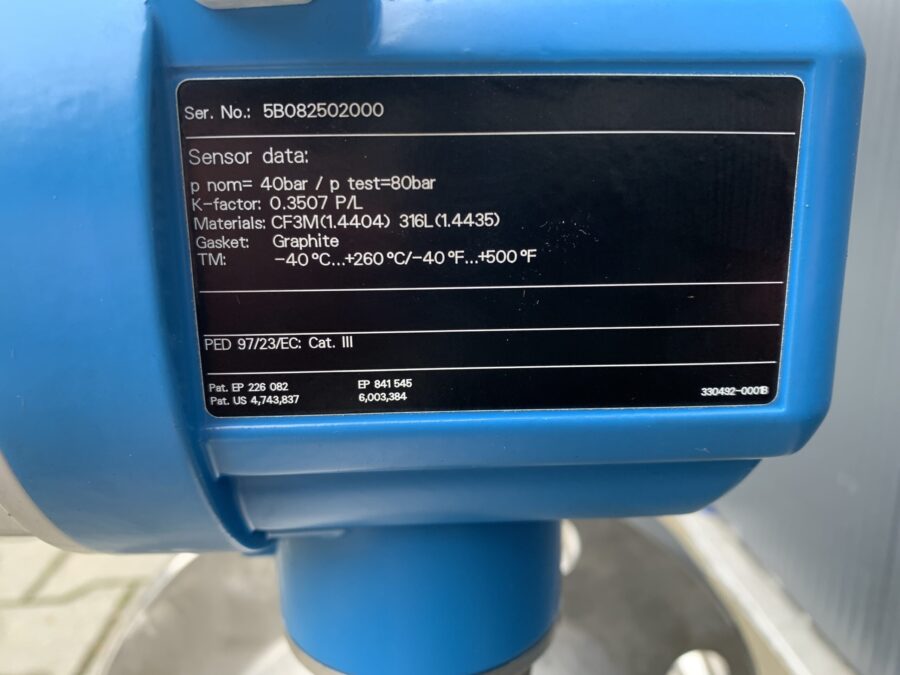 Ser. No.: 5B082502000
Sensor data:
p nom= 40bar / p test=80bar
K-factor: 0.3507 P/L
Materials: CF3M(1.4404) 316L(1.4435)
Gasket: Graphite
TM: -40°C...+260°C/-40°F...+500°F
PED 97/23/EC: Cat. III
Pat. EP 226 082 EP 841 545
Pat. US 4,743,837 6,003,384
330492-0001B